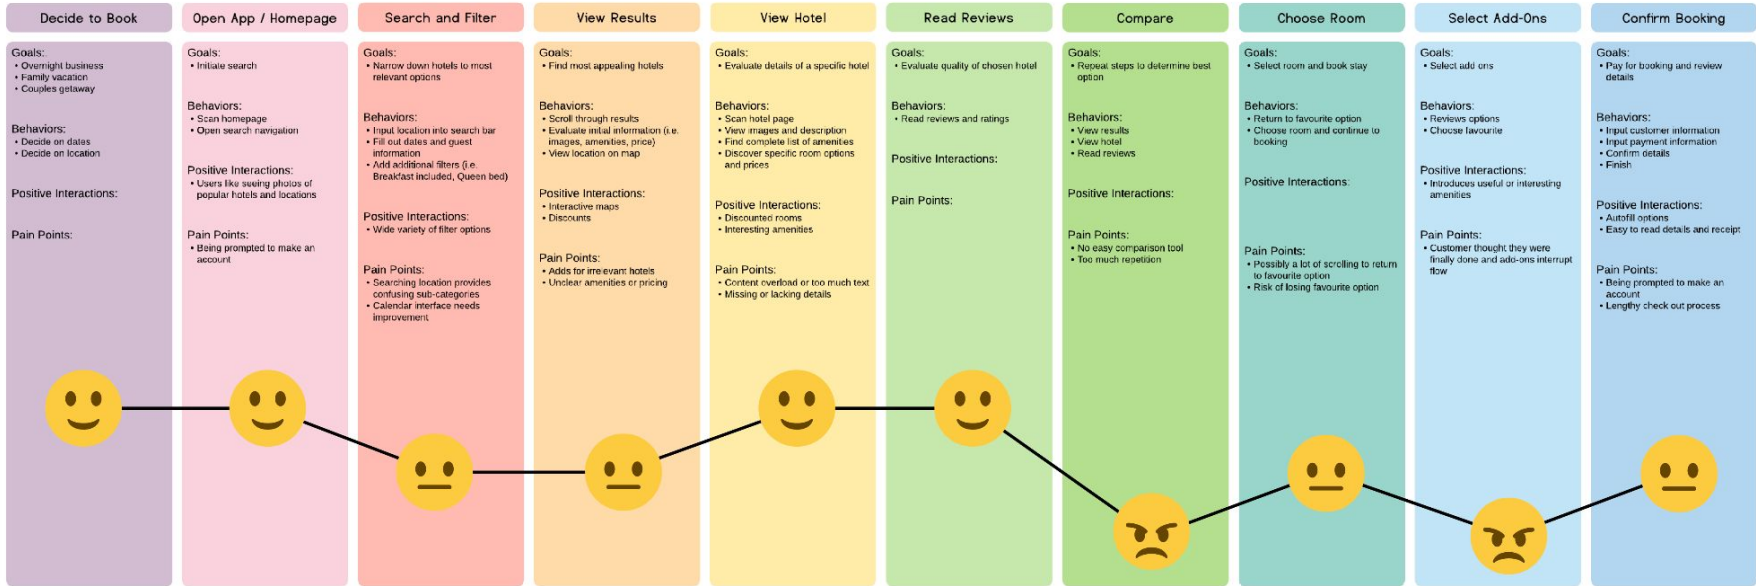 Decide to Book
Goals:
• Overnight business
• Family vacation
• Couples getaway
Behaviors:
• Decide on dates
• Decide on location
Positive Interactions:
Pain Points:
Open App / Homepage
Goals:
• Initiate search
Behaviors:
• Scan homepage
• Open search navigation
Positive Interactions:
• Users like seeing photos of
popular hotels and locations
Pain Points:
• Being prompted to make an
account
Search and Filter
Goals:
• Narrow down hotels to most
relevant options
Behaviors:
• Input location into search bar
• Fill out dates and guest
information
• Add additional filters (i.e.
Breakfast included, Queen bed)
Positive Interactions:
• Wide variety of filter options
Pain Points:
• Searching location provides
confusing sub-categories
• Calendar interface needs
improvement
View Results
Goals:
• Find most appealing hotels
Behaviors:
• Scroll through results
• Evaluate initial information (i.e.
images, amenities, price)
• View location on map
Positive Interactions:
• Interactive maps
• Discounts
Pain Points:
• Adds for irrelevant hotels
• Unclear amenities or pricing
View Hotel
Goals:
• Evaluate details of a specific hotel
Behaviors:
• Scan hotel page
• View images and description
• Find complete list of amenities
• Discover specific room options
and prices
Positive Interactions:
• Discounted rooms
• Interesting amenities
Pain Points:
• Content overload or too much text
• Missing or lacking details
Read Reviews
Goals:
• Evaluate quality of chosen hotel
Behaviors:
• Read reviews and ratings
Positive Interactions:
Pain Points:
Compare
Goals:
• Repeat steps to determine best
option
Behaviors:
• View results
• View hotel
• Read reviews
Positive Interactions:
Pain Points:
• No easy comparison tool
• Too much repetition
Choose Room
Goals:
• Select room and book stay
Behaviors:
• Return to favourite option
• Choose room and continue to
booking
Positive Interactions:
Pain Points:
• Possibly a lot of scrolling to return
to favourite option
• Risk of losing favourite option
Select Add-Ons
Goals:
• Select add ons
Behaviors:
• Reviews options
• Choose favourite
Positive Interactions:
• Introduces useful or interesting
amenities
Pain Points:
• Customer thought they were
finally done and add-ons interrupt
flow
Confirm Booking
Goals:
• Pay for booking and review
details
Behaviors:
• Input customer information
• Input payment information
• Confirm details
• Finish
Positive Interactions:
• Autofill options
• Easy to read details and receipt
Pain Points:
• Being prompted to make an
account
• Lengthy check out process